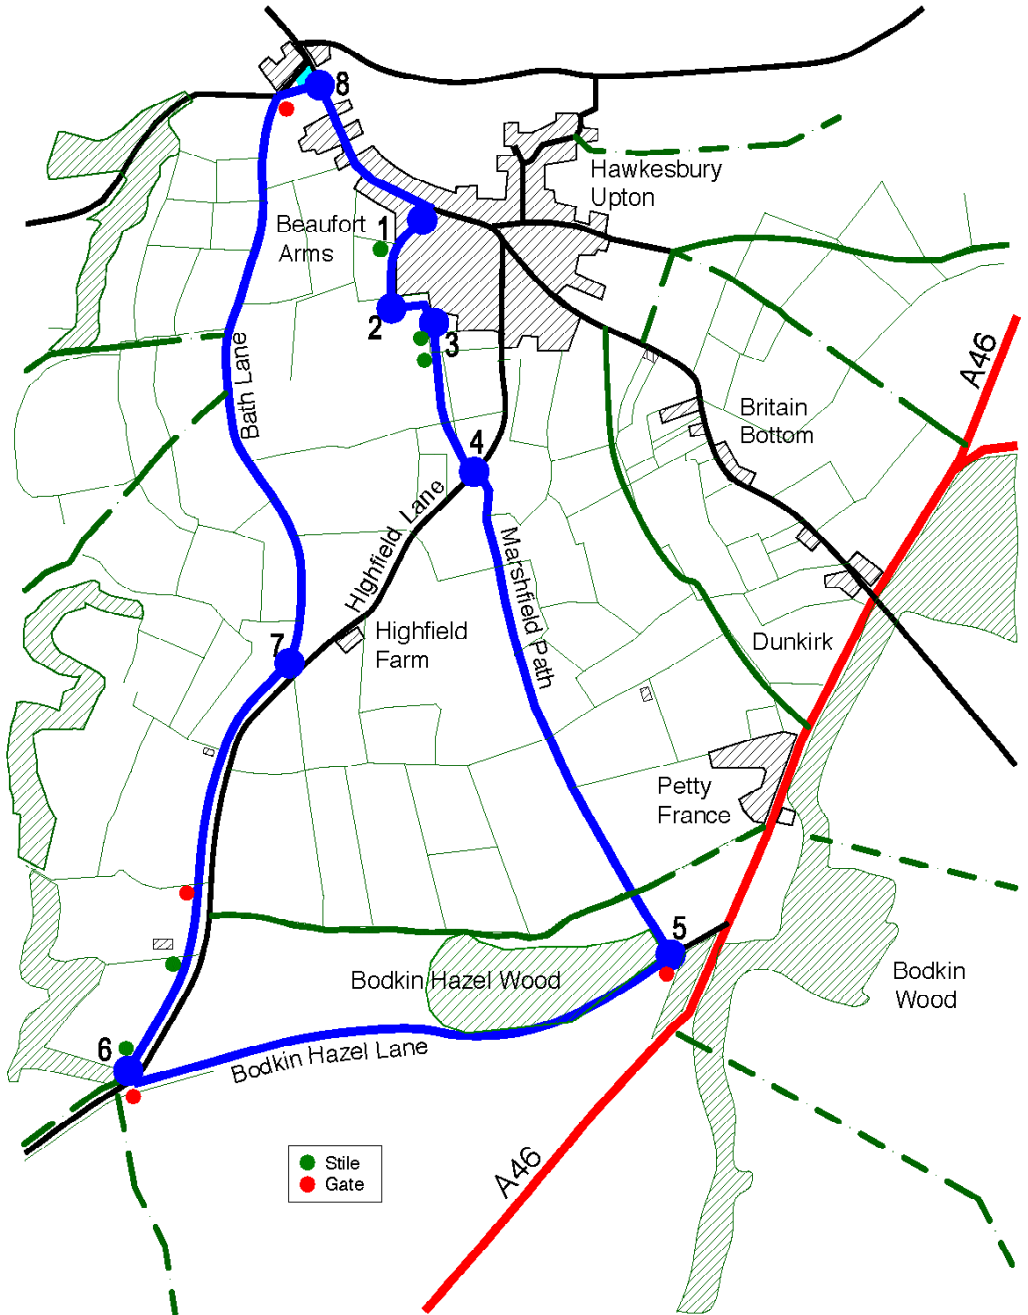 8
Hawkesbury
Upton
1
Beaufort
Arms
2
3
A46
Bath Lane
Britain
Bottom
4
HIghfield Lane
Marshfield Path
7
Highfield
Farm
Dunkirk
Petty
France
5
Bodkin Hazel Wood
Bodkin
Wood
6
Bodkin Hazel Lane
A46
Stile
Gate